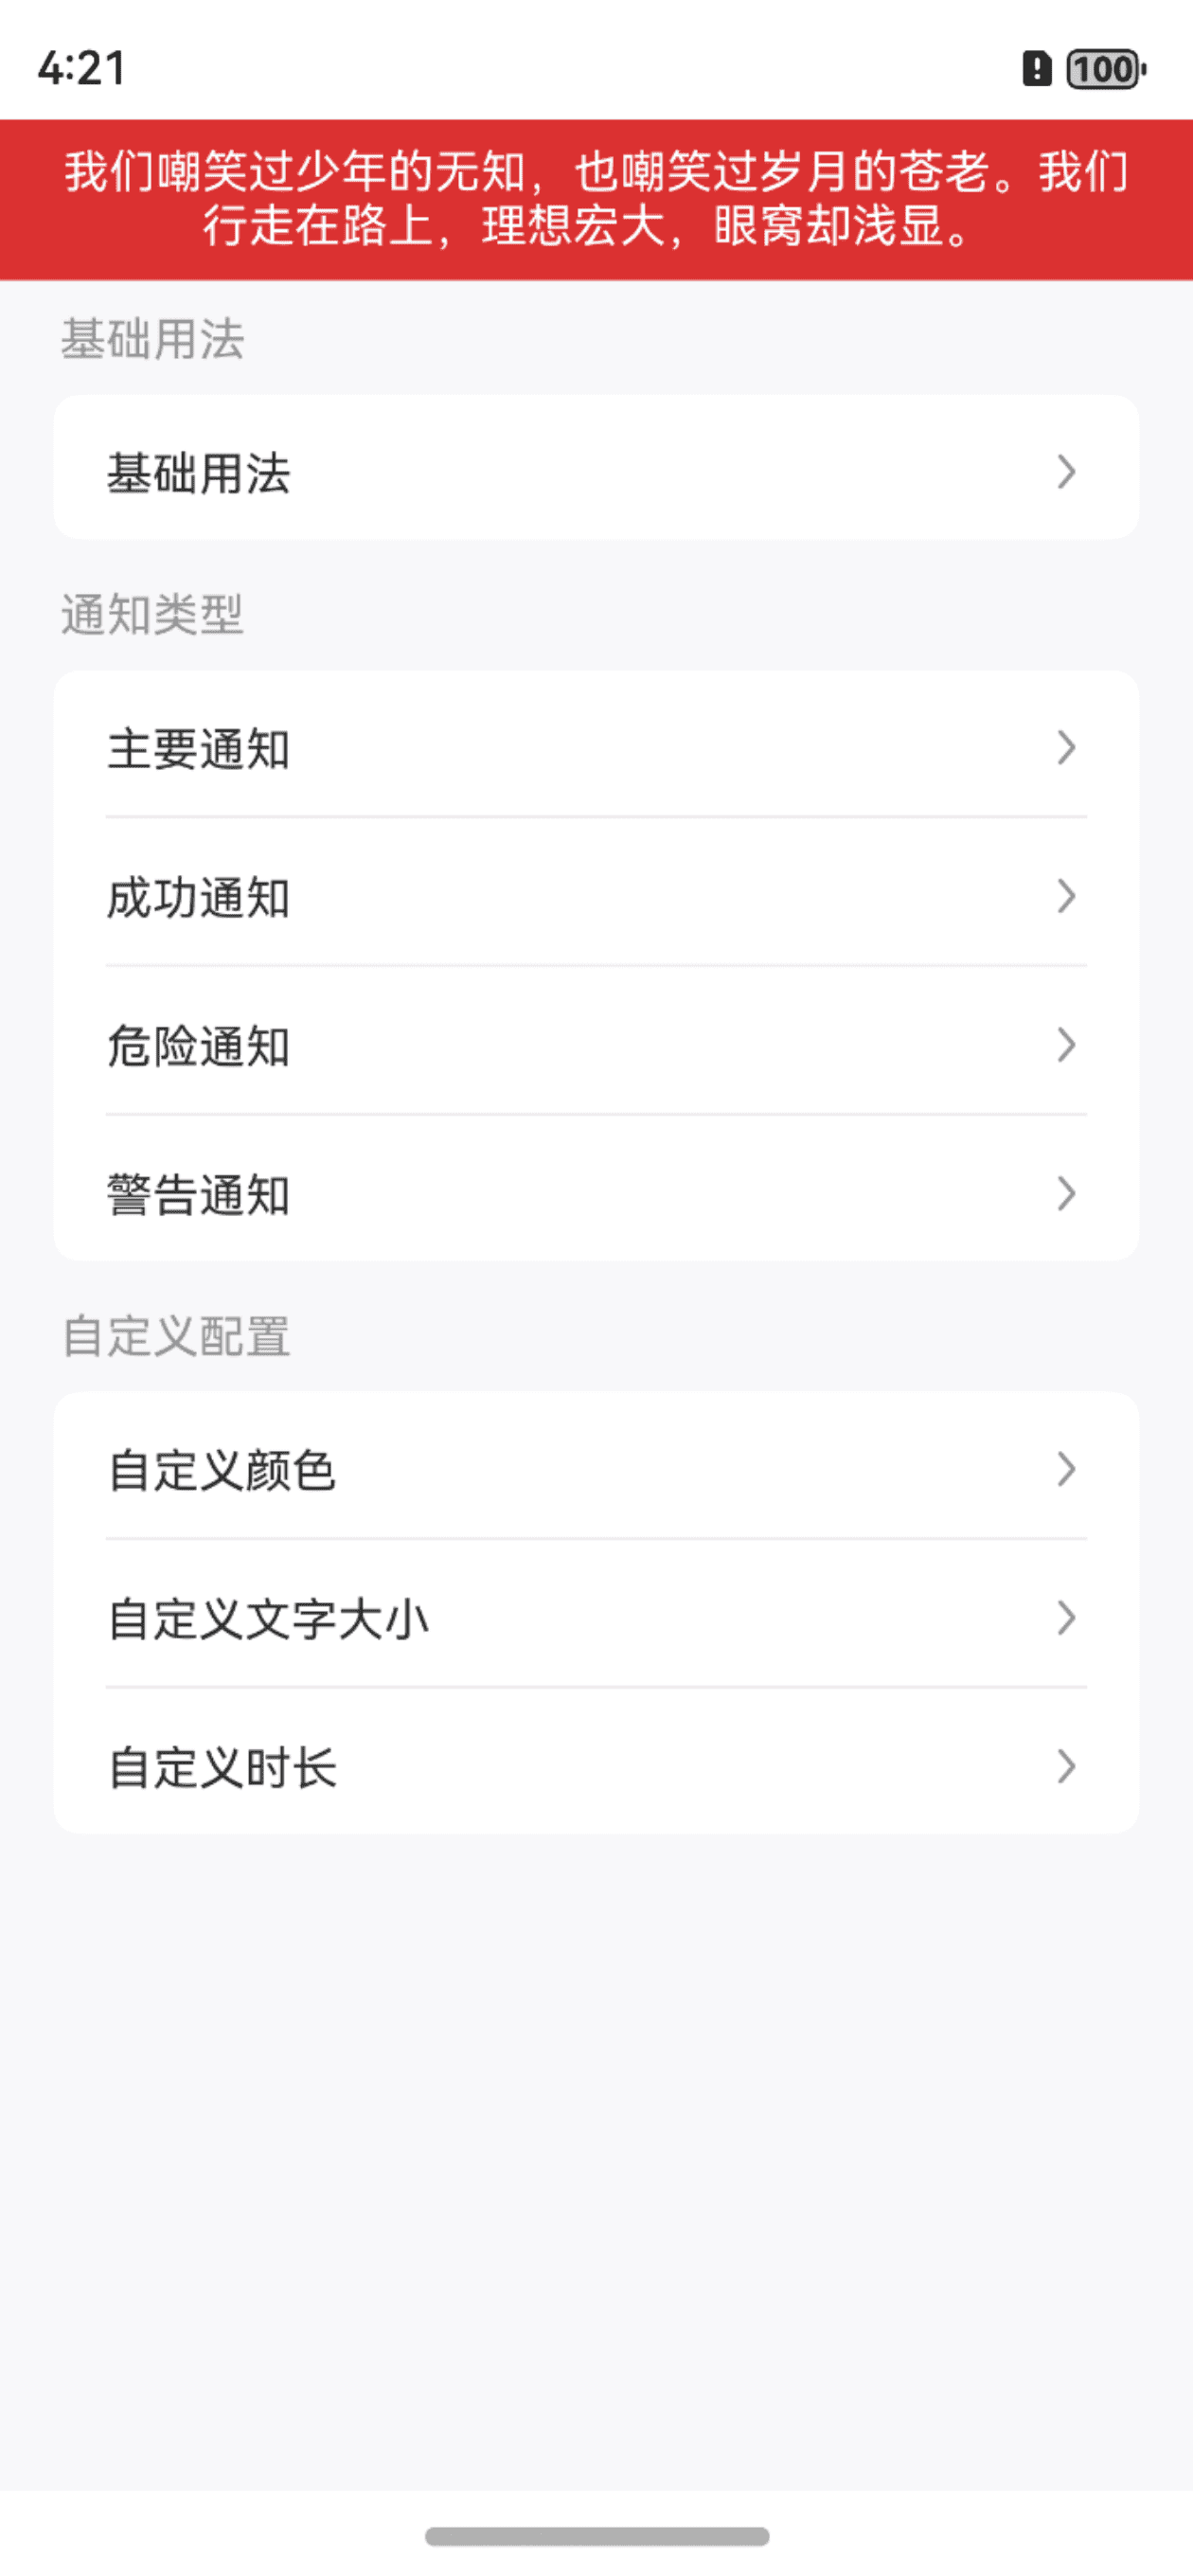 4:21
100
我们嘲笑过少年的无知，也嘲笑过岁月的苍老。我们
行走在路上，理想宏大，眼窝却浅显。
基础用法
基础用法
通知类型
主要通知
成功通知
危险通知
警告通知
自定义配置
自定义颜色
自定义文字大小
自定义时长